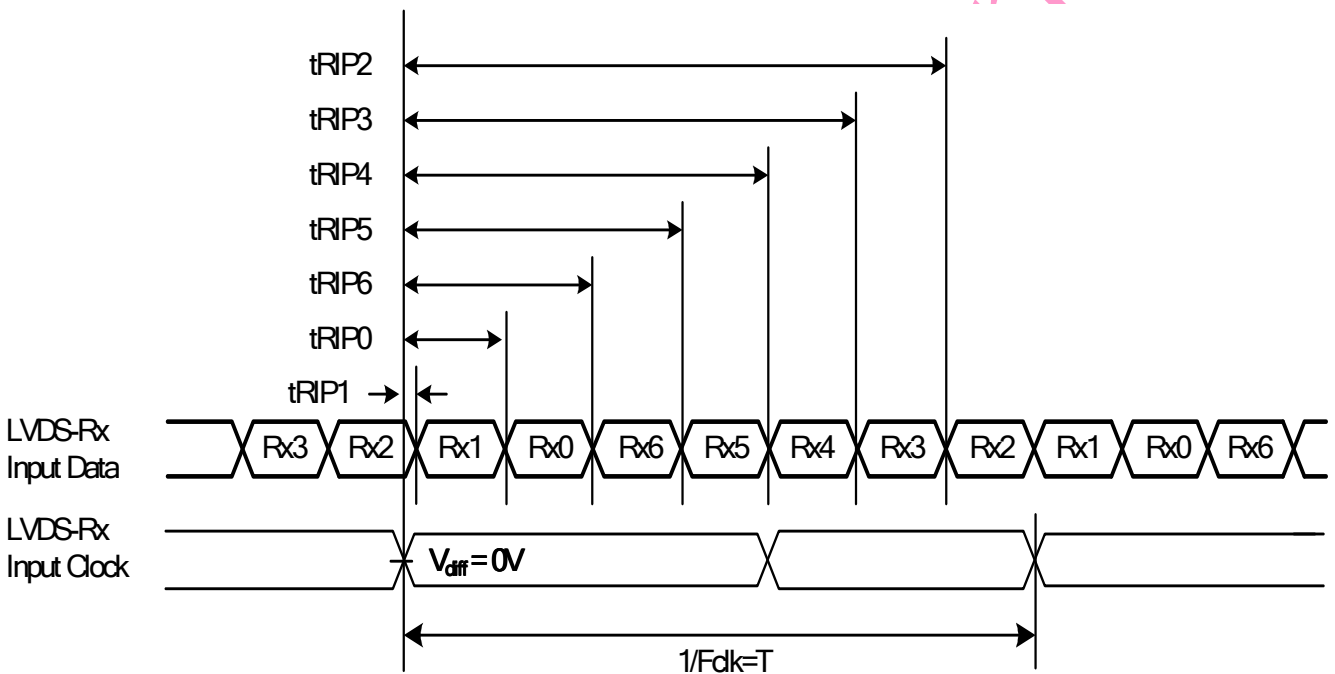 tRIP2
tRIP3
tRIP4
tRIP5
tRIP6
tRIP0
tRIP1
LVDS-Rx
Input Data
Rx3 Rx2 Rx1 Rx0 Rx6 Rx5 Rx4 Rx3 Rx2 Rx1 Rx0 Rx6
LVDS-Rx
Input Clock
Vdiff = 0V
1/Fclk=T